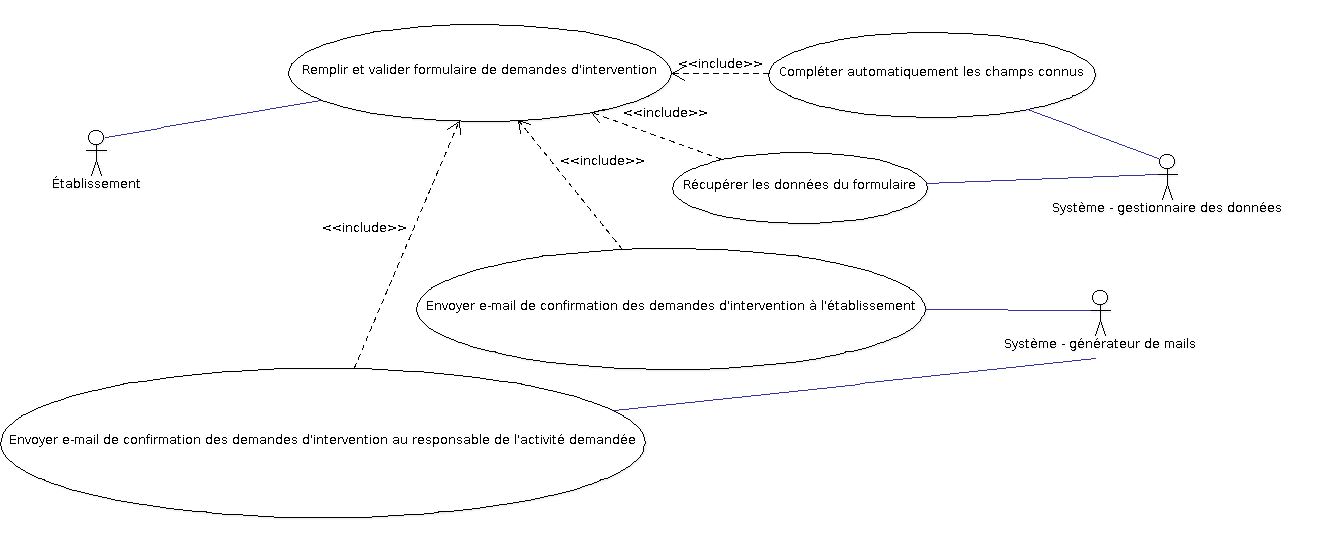 Remplir et valider formulaire de demandes d'intervention
<<include>>
Compléter automatiquement les champs connus
<<include>>
Établissement
<<include>>
Récupérer les données du formulaire
Système - gestionnaire des données
<<include>>
Envoyer e-mail de confirmation des demandes d'intervention à l'établissement
Système - générateur de mails
Envoyer e-mail de confirmation des demandes d'intervention au responsable de l'activité demandée